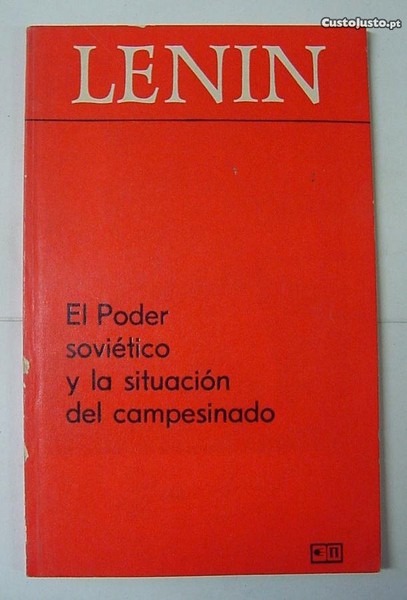 CustoJusto.pt
LENIN
El Poder
soviético
y la situación
del campesinado